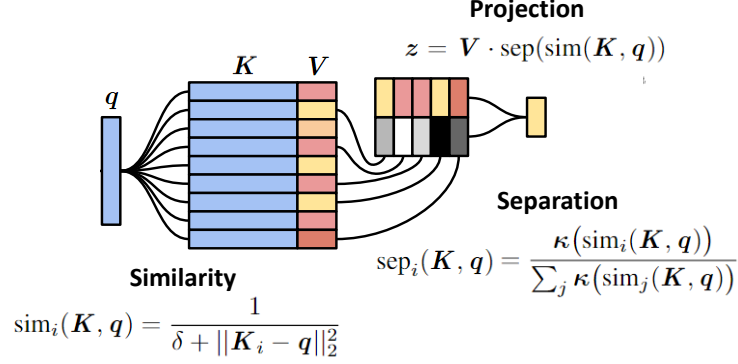 Projection
z = V · sep(sim(K, q))
K V
q
Separation
sep_i(K, q) = κ(sim_i(K, q)) / ∑_j κ(sim_j(K, q))
Similarity
sim_i(K, q) = 1 / (δ + ||K_i − q||_2^2)